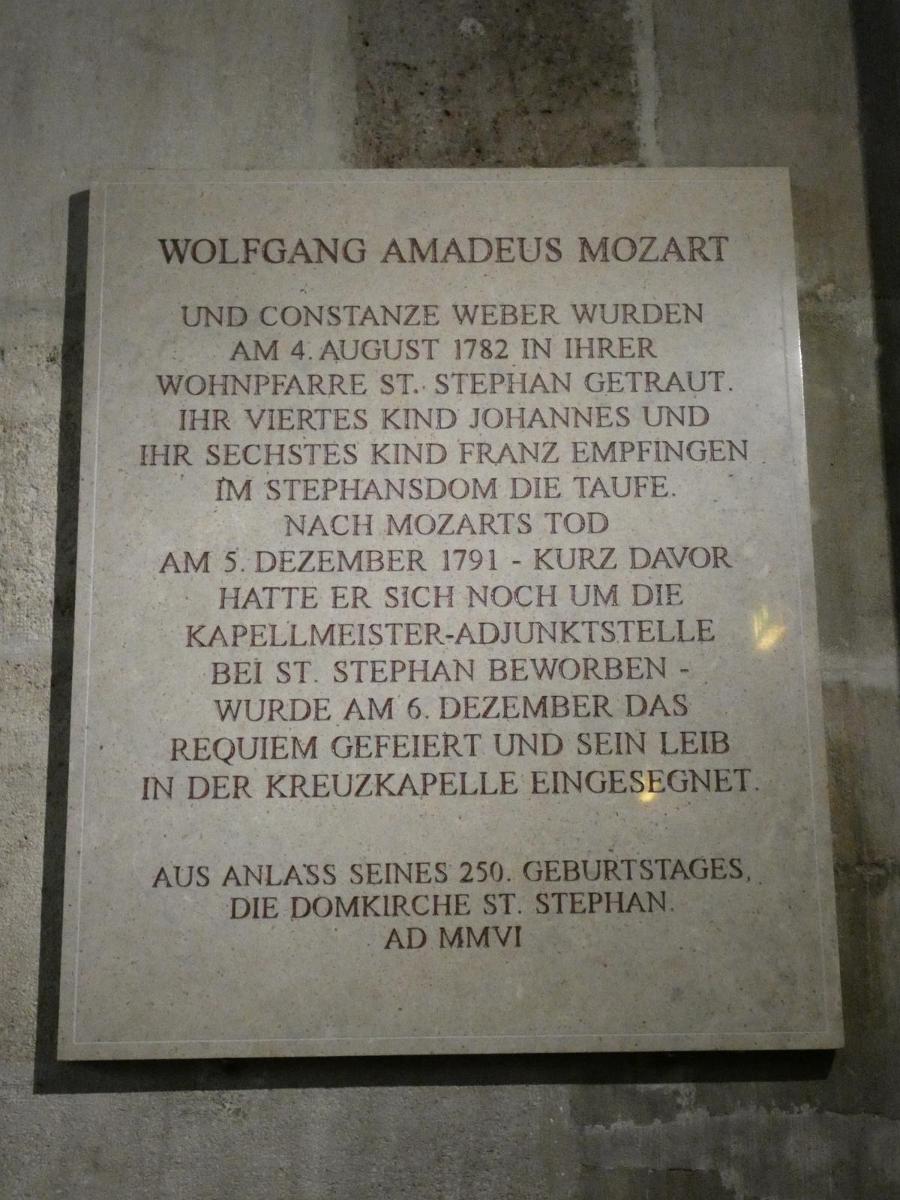 WOLFGANG AMADEUS MOZART
UND CONSTANZE WEBER WURDEN
AM 4. AUGUST 1782 IN IHRER
WOHNPFARRE ST. STEPHAN GETRAUT.
IHR VIERTES KIND JOHANNES UND
IHR SECHSTES KIND FRANZ EMPFINGEN
IM STEPHANSDOM DIE TAUFE.
NACH MOZARTS TOD
AM 5. DEZEMBER 1791 - KURZ DAVOR
HATTE ER SICH NOCH UM DIE
KAPELLMEISTER-ADJUNKTSTELLE
BEI ST. STEPHAN BEWORBEN -
WURDE AM 6. DEZEMBER DAS
REQUIEM GEFEIERT UND SEIN LEIB
IN DER KREUZKAPELLE EINGESEGNET.
AUS ANLASS SEINES 250. GEBURTSTAGES,
DIE DOMKIRCHE ST. STEPHAN.
AD MMVI